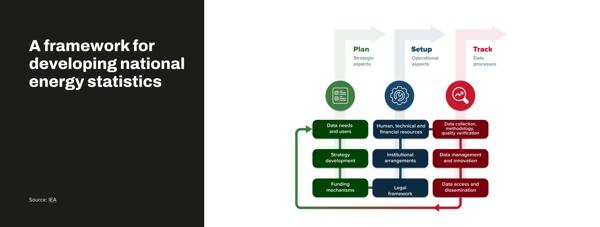 A framework for
developing national
energy statistics
Source: IEA
Plan
Strategic
aspects
Setup
Operational
aspects
Track
Data
processes
Data needs
and users
Human, technical and
financial resources
Data collection,
methodology,
quality verification
Strategy
development
Institutional
arrangements
Data management
and innovation
Funding
mechanisms
Legal
framework
Data access and
dissemination